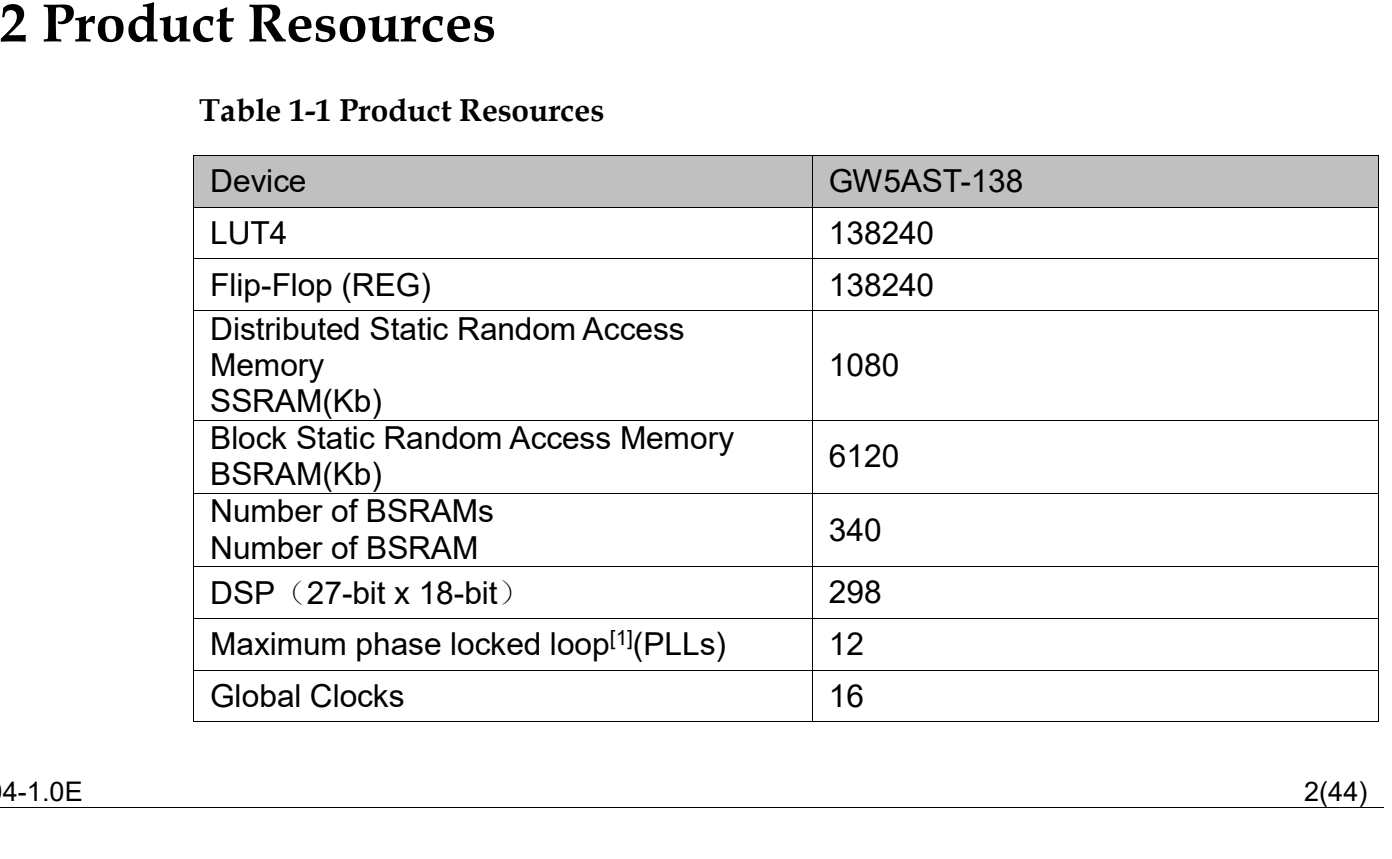 2 Product Resources
Table 1-1 Product Resources
Device GW5AST-138
LUT4 138240
Flip-Flop (REG) 138240
Distributed Static Random Access
Memory
SSRAM(Kb) 1080
Block Static Random Access Memory
BSRAM(Kb) 6120
Number of BSRAMs
Number of BSRAM 340
DSP（27-bit x 18-bit） 298
Maximum phase locked loop[1](PLLs) 12
Global Clocks 16
4-1.0E 2(44)